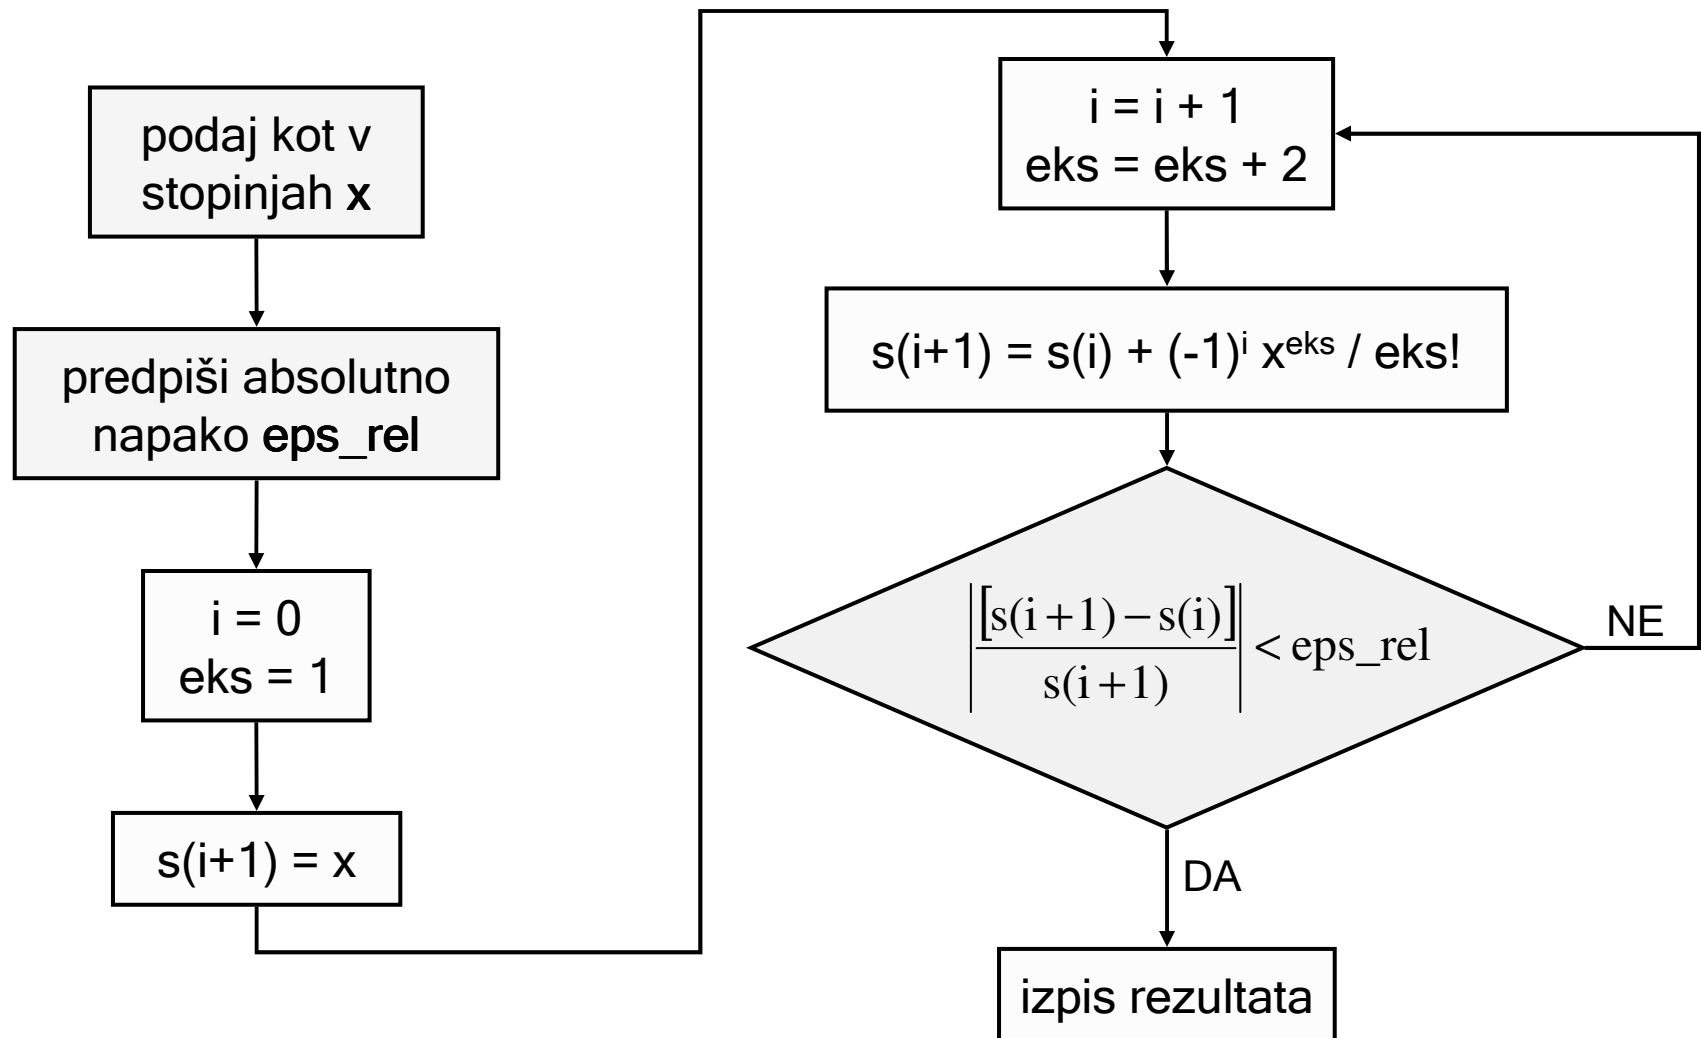 podaj kot v
stopinjah x
predpiši absolutno
napako eps_rel
i = 0
eks = 1
s(i+1) = x
i = i + 1
eks = eks + 2
s(i+1) = s(i) + (-1)ⁱ xᵉᵏˢ / eks!
|[s(i+1)−s(i)]
s(i+1)| < eps_rel
NE
DA
izpis rezultata